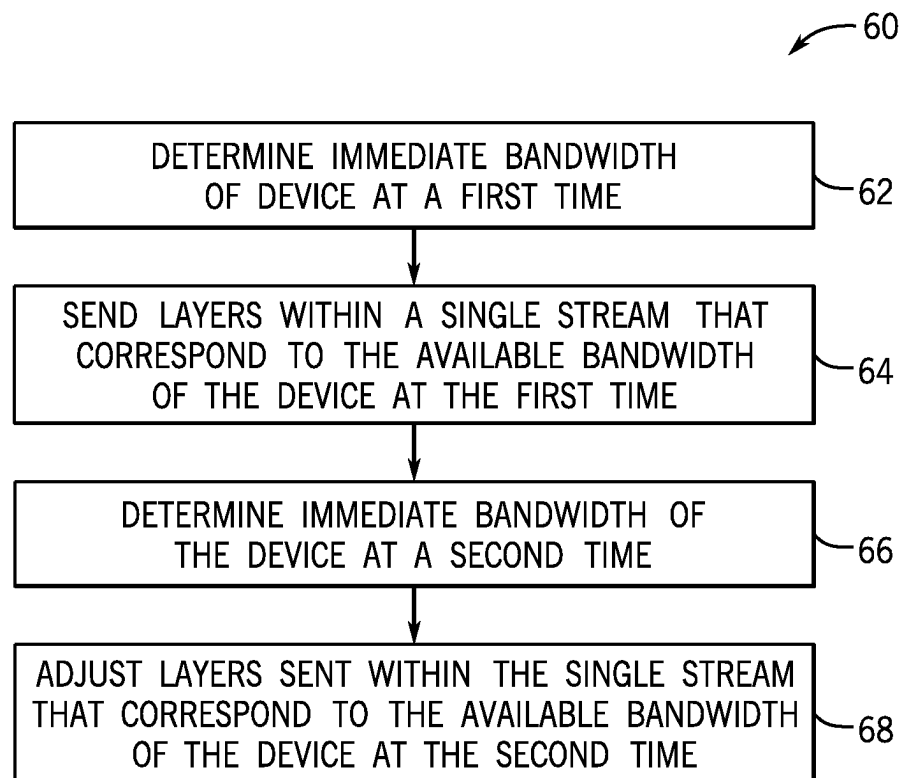 60
DETERMINE IMMEDIATE BANDWIDTH
OF DEVICE AT A FIRST TIME
62
SEND LAYERS WITHIN A SINGLE STREAM THAT
CORRESPOND TO THE AVAILABLE BANDWIDTH
OF THE DEVICE AT THE FIRST TIME
64
DETERMINE IMMEDIATE BANDWIDTH OF
THE DEVICE AT A SECOND TIME
66
ADJUST LAYERS SENT WITHIN THE SINGLE STREAM
THAT CORRESPOND TO THE AVAILABLE BANDWIDTH
OF THE DEVICE AT THE SECOND TIME
68